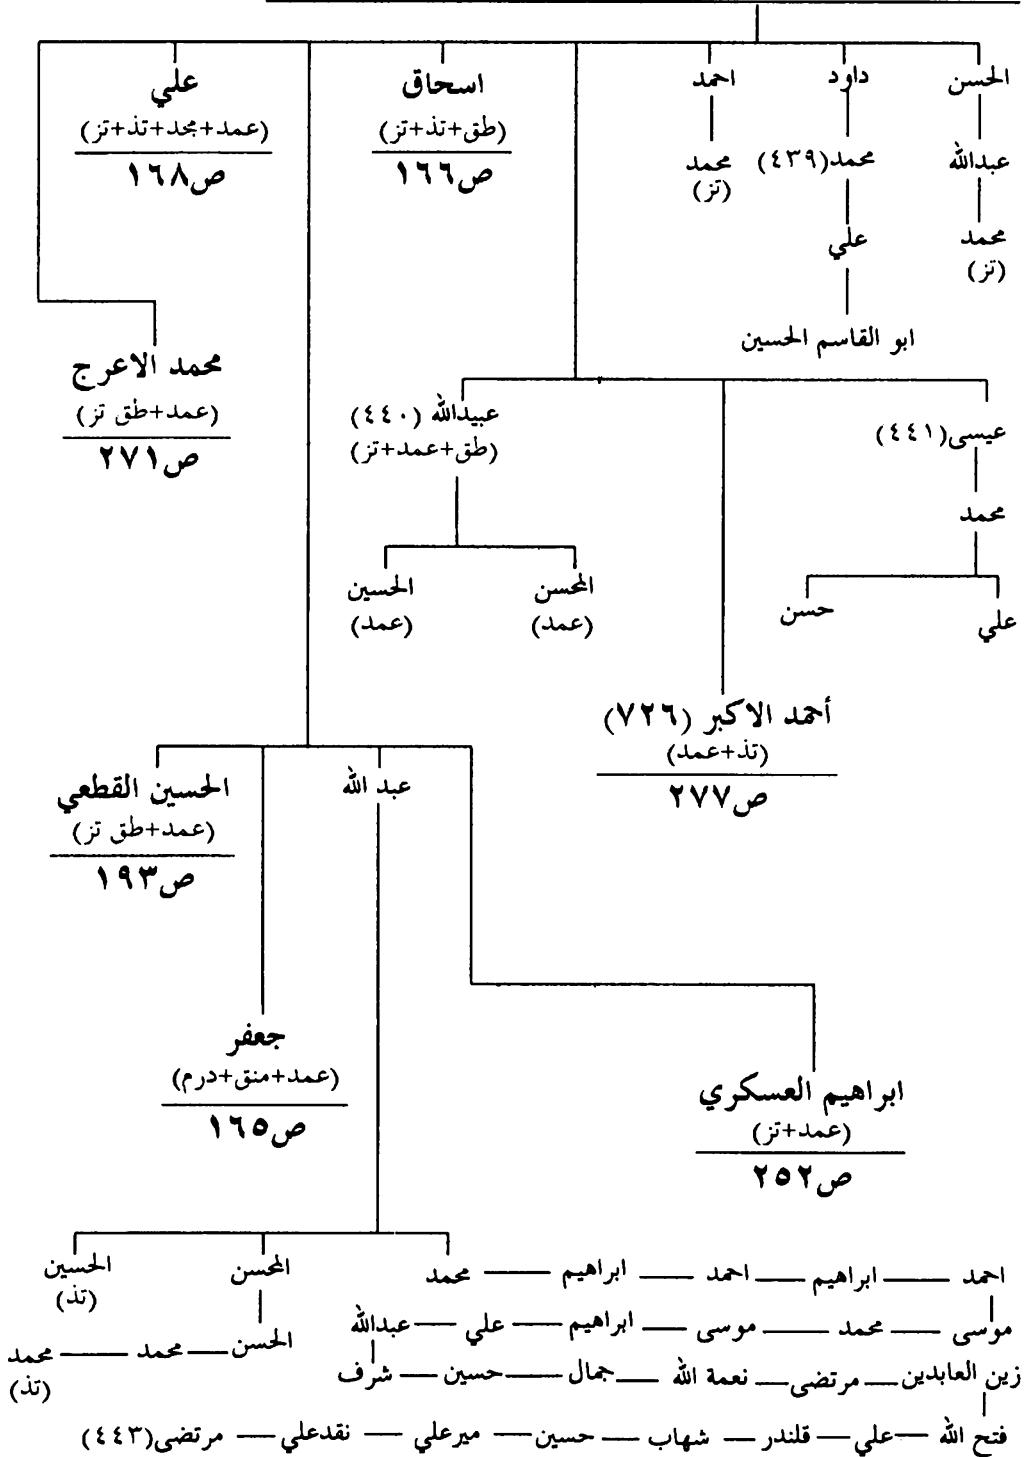 الحسن   داود   احمد   اسحاق   علي
(طق+تذ+تز)   (عمد+مجد+تذ+تز)
عبدالله   محمد(٤٣٩)   محمد   ص١٦٦   ص١٦٨
(تز)
محمد   علي
(تز)
ابو القاسم الحسين
محمد الاعرج
(عمد+طق تز)
ص٢٧١
عيسى(٤٤١)   عبيدالله (٤٤٠)
(طق+عمد+تز)
محمد
علي   حسن   المحسن   الحسين
(عمد)   (عمد)
أحمد الاكبر (٧٢٦)
(تذ+عمد)
ص٢٧٧
عبد الله   الحسين القطعي
(عمد+طق تز)
ص١٩٣
جعفر
(عمد+منق+درم)
ص١٦٥
ابراهيم العسكري
(عمد+تز)
ص٢٥٢
احمد — ابراهيم — احمد — ابراهيم — محمد   المحسن   الحسين
(تذ)
موسى — محمد — موسى — ابراهيم — علي — عبدالله   الحسن — محمد — محمد
(تذ)
زين العابدين — مرتضى — نعمة الله — جمال — حسين — شرف
فتح الله — علي — قلندر — شهاب — حسين — ميرعلي — نقدعلي — مرتضى(٤٤٣)